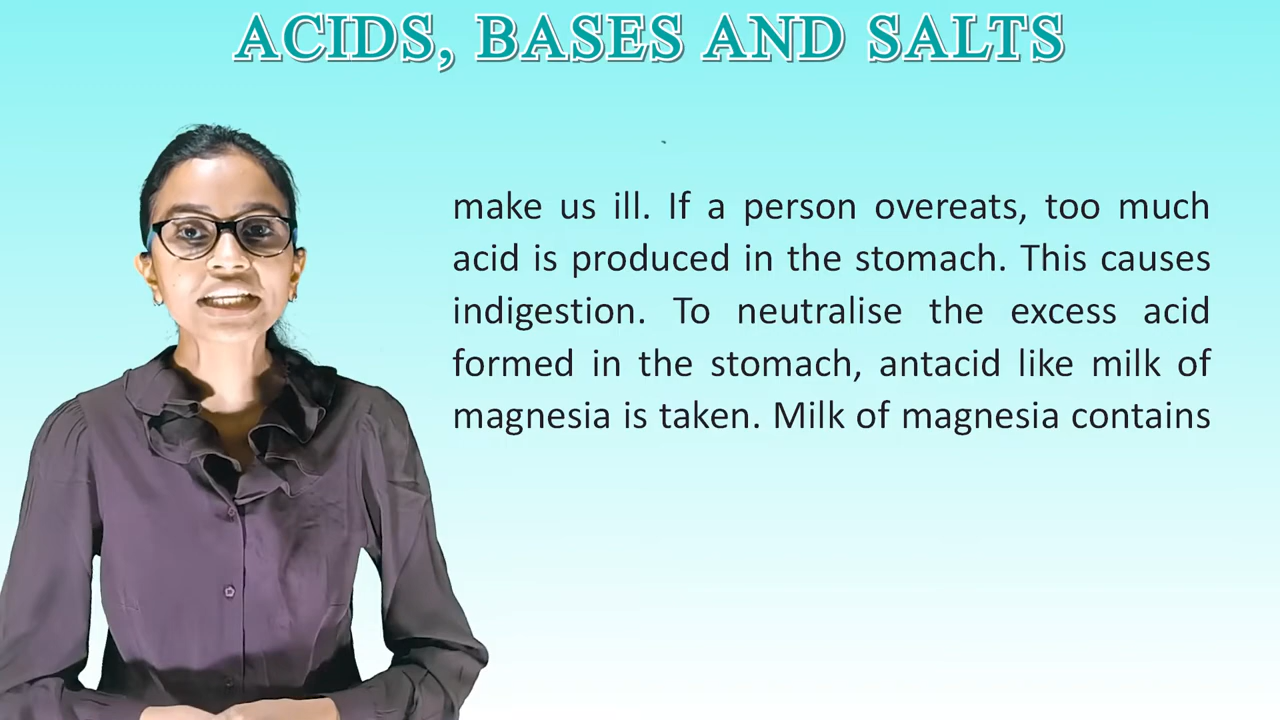 ACIDS, BASES AND SALTS
make us ill. If a person overeats, too much
acid is produced in the stomach. This causes
indigestion. To neutralise the excess acid
formed in the stomach, antacid like milk of
magnesia is taken. Milk of magnesia contains